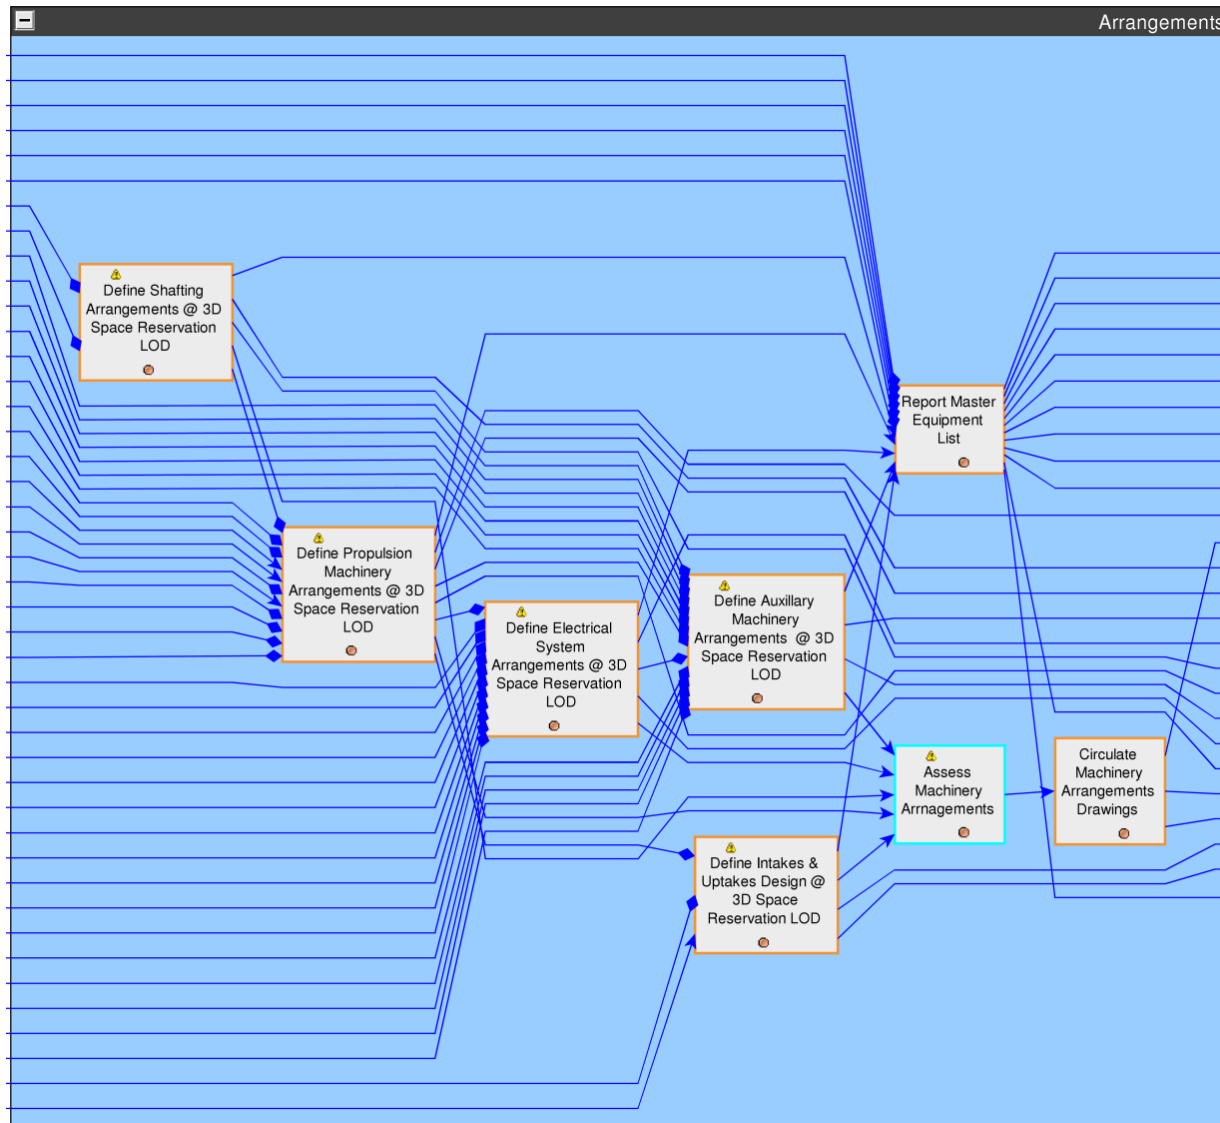 Arrangements
Define Shafting
Arrangements @ 3D
Space Reservation
LOD
Report Master
Equipment
List
Define Propulsion
Machinery
Arrangements @ 3D
Space Reservation
LOD
Define Electrical
System
Arrangements @ 3D
Space Reservation
LOD
Define Auxillary
Machinery
Arrangements @ 3D
Space Reservation
LOD
Assess
Machinery
Arrnagements
Circulate
Machinery
Arrangements
Drawings
Define Intakes &
Uptakes Design @
3D Space
Reservation LOD